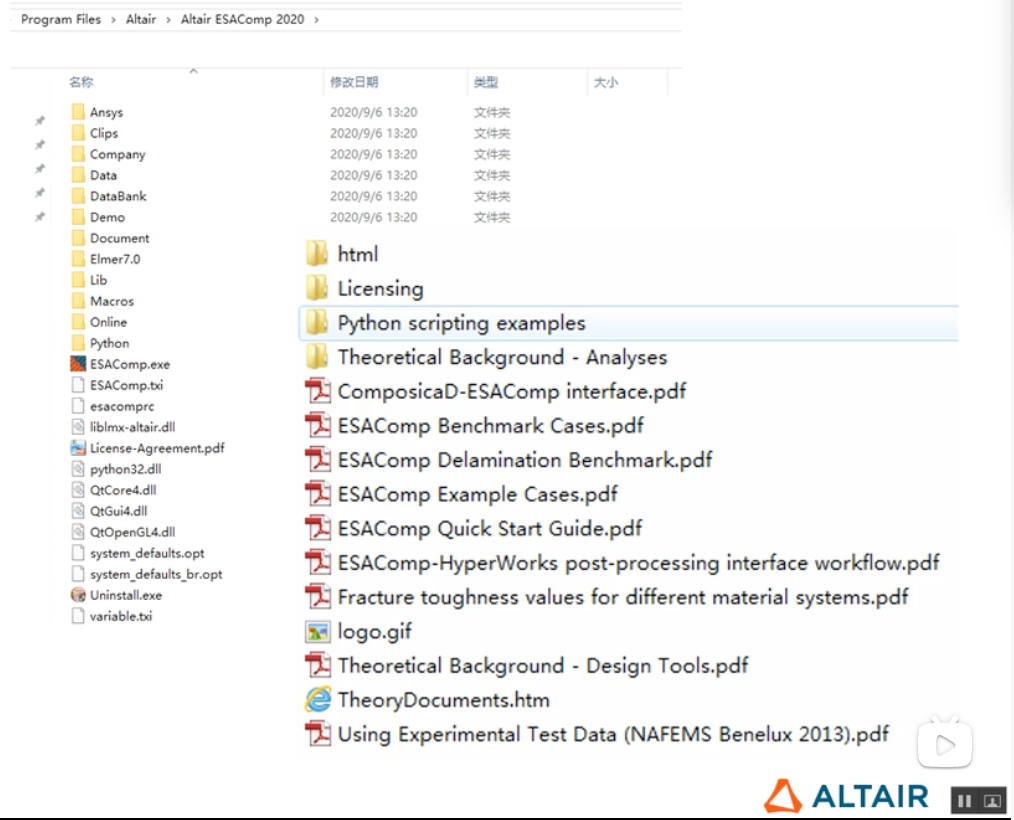 Program Files › Altair › Altair ESAComp 2020 ›
名称 修改日期 类型 大小
Ansys 2020/9/6 13:20 文件夹
Clips 2020/9/6 13:20 文件夹
Company 2020/9/6 13:20 文件夹
Data 2020/9/6 13:20 文件夹
DataBank 2020/9/6 13:20 文件夹
Demo 2020/9/6 13:20 文件夹
Document
Elmer7.0
Lib
Macros
Online
Python
ESAComp.exe
ESAComp.txi
esacomprc
liblmx-altair.dll
License-Agreement.pdf
python32.dll
QtCore4.dll
QtGui4.dll
QtOpenGL4.dll
system_defaults.opt
system_defaults_br.opt
Uninstall.exe
variable.txi
html
Licensing
Python scripting examples
Theoretical Background - Analyses
ComposicaD-ESAComp interface.pdf
ESAComp Benchmark Cases.pdf
ESAComp Delamination Benchmark.pdf
ESAComp Example Cases.pdf
ESAComp Quick Start Guide.pdf
ESAComp-HyperWorks post-processing interface workflow.pdf
Fracture toughness values for different material systems.pdf
logo.gif
Theoretical Background - Design Tools.pdf
TheoryDocuments.htm
Using Experimental Test Data (NAFEMS Benelux 2013).pdf
ALTAIR